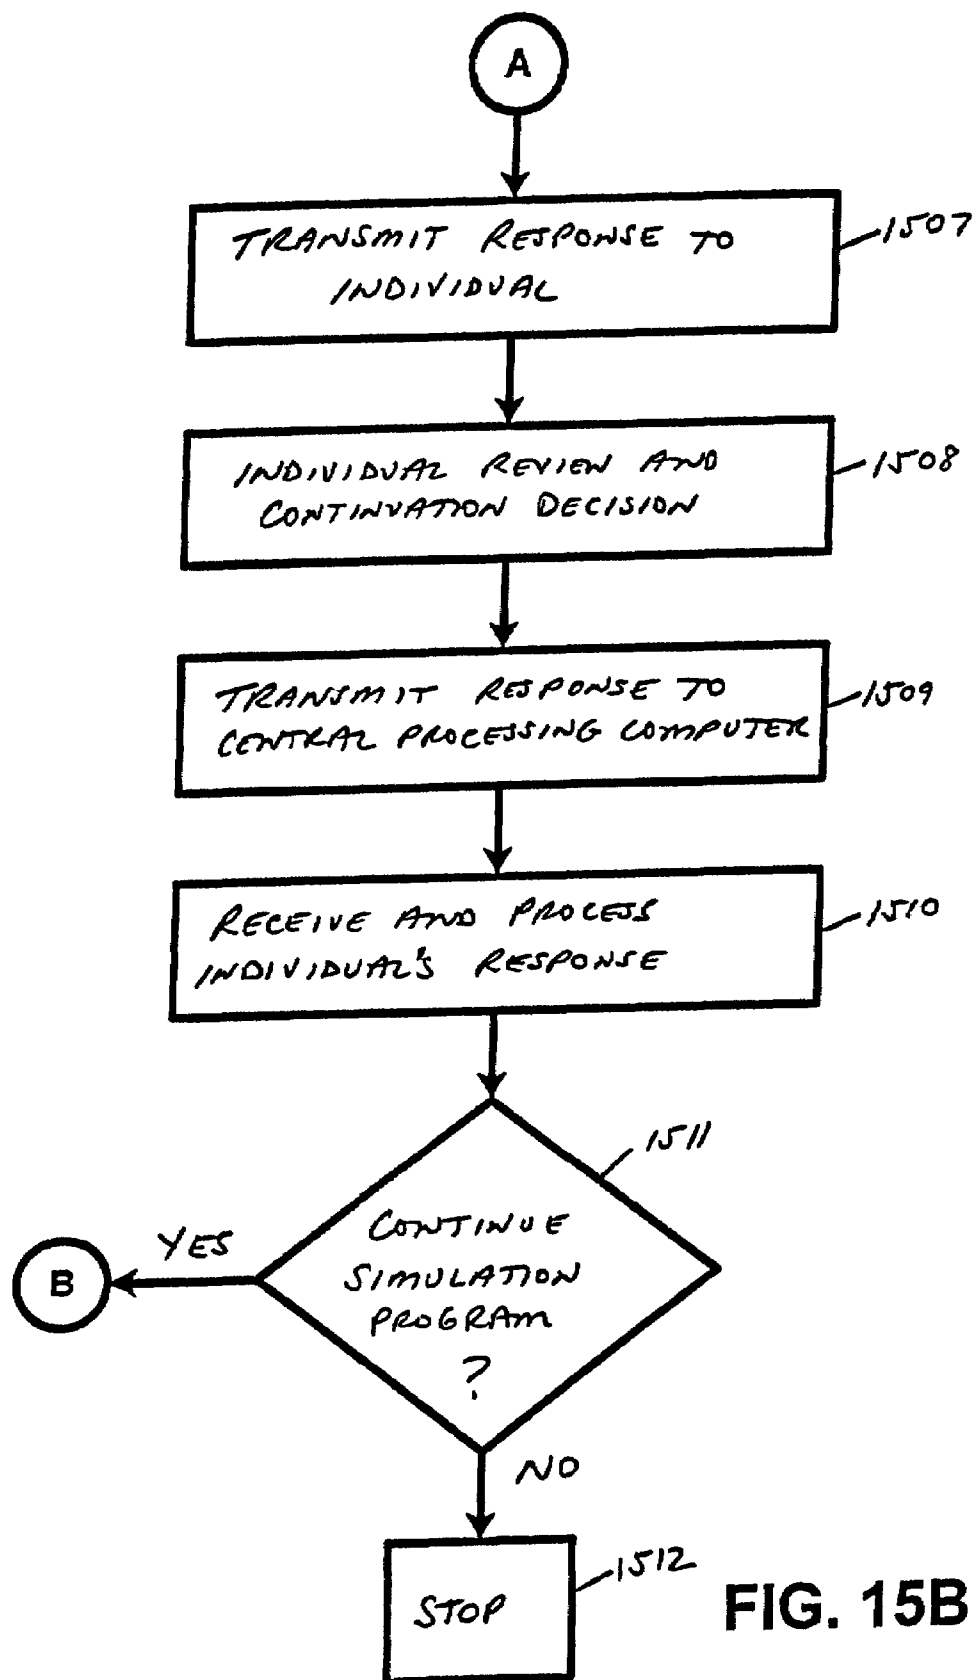 A
TRANSMIT RESPONSE TO
INDIVIDUAL
1507
INDIVIDUAL REVIEW AND
CONTINUATION DECISION
1508
TRANSMIT RESPONSE TO
CENTRAL PROCESSING COMPUTER
1509
RECEIVE AND PROCESS
INDIVIDUAL'S RESPONSE
1510
1511
CONTINUE
SIMULATION
PROGRAM
?
YES
B
NO
STOP
1512
FIG. 15B